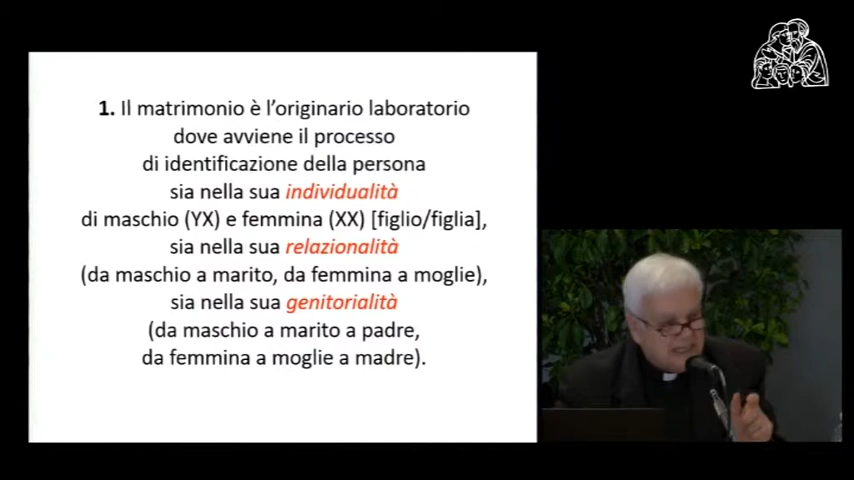 1. Il matrimonio è l'originario laboratorio
dove avviene il processo
di identificazione della persona
sia nella sua individualità
di maschio (YX) e femmina (XX) [figlio/figlia],
sia nella sua relazionalità
(da maschio a marito, da femmina a moglie),
sia nella sua genitorialità
(da maschio a marito a padre,
da femmina a moglie a madre).